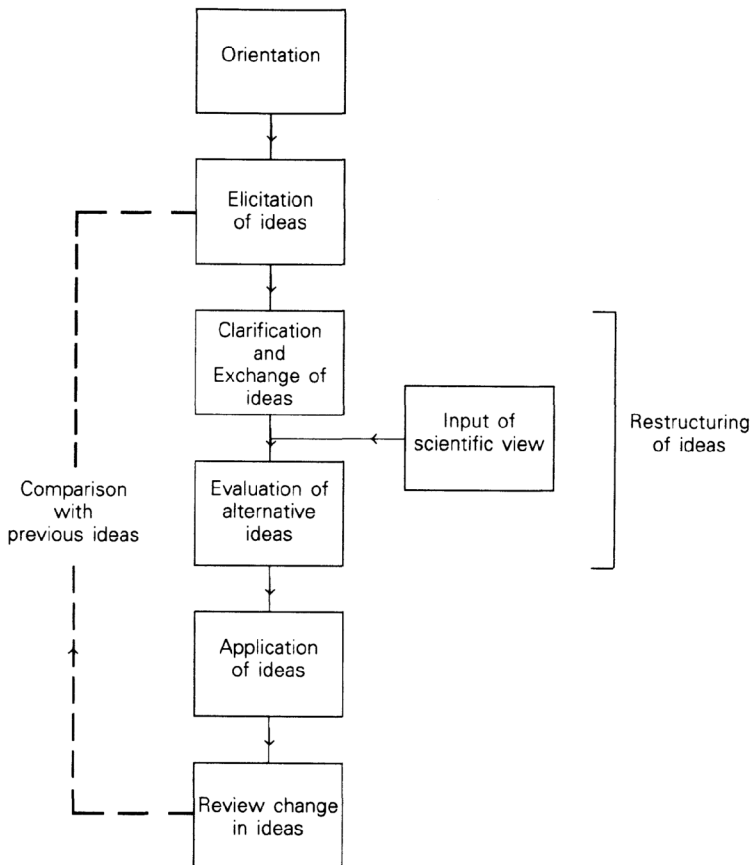 Orientation
Elicitation
of ideas
Clarification
and
Exchange of
ideas
Input of
scientific view
Restructuring
of ideas
Evaluation of
alternative
ideas
Comparison
with
previous ideas
Application
of ideas
Review change
in ideas